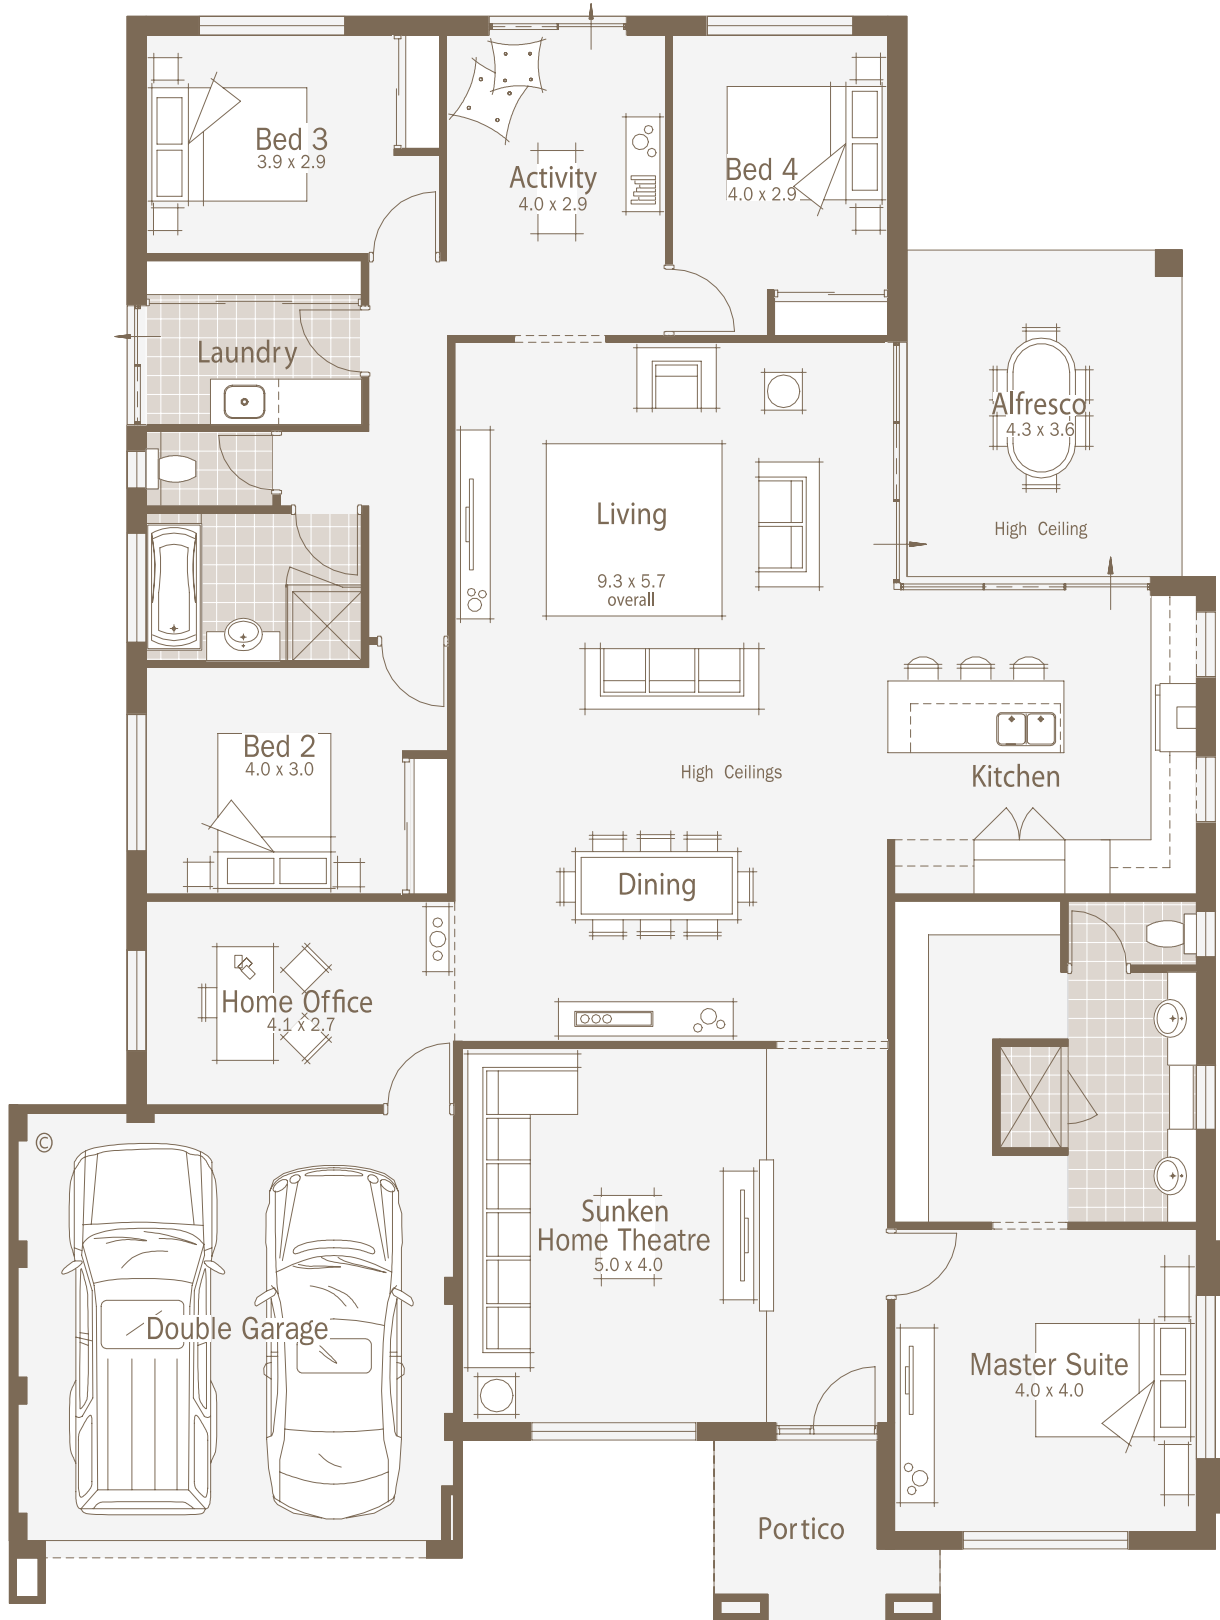 Bed 3
3.9 x 2.9
Activity
4.0 x 2.9
Bed 4
4.0 x 2.9
Laundry
Alfresco
4.3 x 3.6
High Ceiling
Living
9.3 x 5.7
overall
Bed 2
4.0 x 3.0
High Ceilings
Kitchen
Dining
Home Office
4.1 x 2.7
©
Sunken
Home Theatre
5.0 x 4.0
Double Garage
Master Suite
4.0 x 4.0
Portico